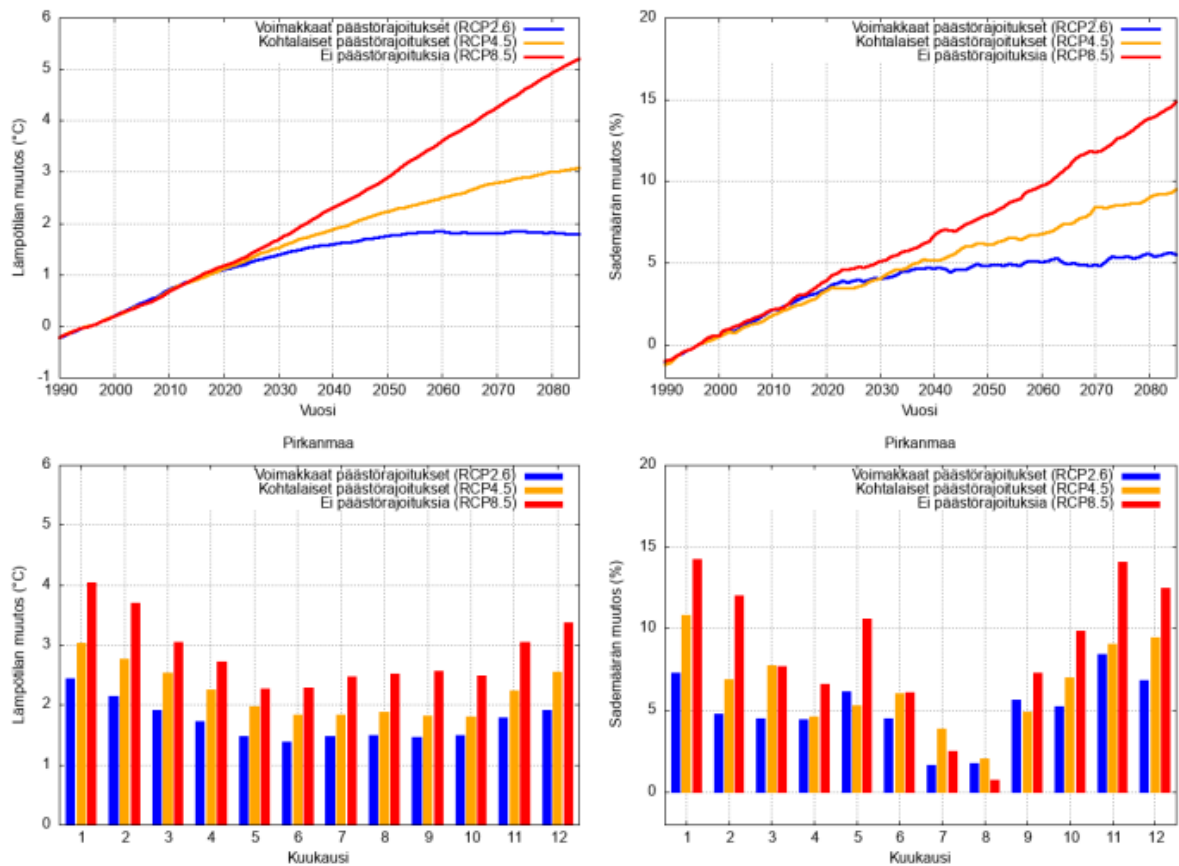 Voimakkaat päästörajoitukset (RCP2.6)
Kohtalaiset päästörajoitukset (RCP4.5)
Ei päästörajoituksia (RCP8.5)
Lämpötilan muutos (°C)
6
5
4
3
2
1
0
-1
1990 2000 2010 2020 2030 2040 2050 2060 2070 2080
Vuosi
Voimakkaat päästörajoitukset (RCP2.6)
Kohtalaiset päästörajoitukset (RCP4.5)
Ei päästörajoituksia (RCP8.5)
Sademäärän muutos (%)
20
15
10
5
0
1990 2000 2010 2020 2030 2040 2050 2060 2070 2080
Vuosi
Pirkanmaa
Voimakkaat päästörajoitukset (RCP2.6)
Kohtalaiset päästörajoitukset (RCP4.5)
Ei päästörajoituksia (RCP8.5)
Lämpötilan muutos (°C)
6
5
4
3
2
1
0
1 2 3 4 5 6 7 8 9 10 11 12
Kuukausi
Pirkanmaa
Voimakkaat päästörajoitukset (RCP2.6)
Kohtalaiset päästörajoitukset (RCP4.5)
Ei päästörajoituksia (RCP8.5)
Sademäärän muutos (%)
20
15
10
5
0
1 2 3 4 5 6 7 8 9 10 11 12
Kuukausi